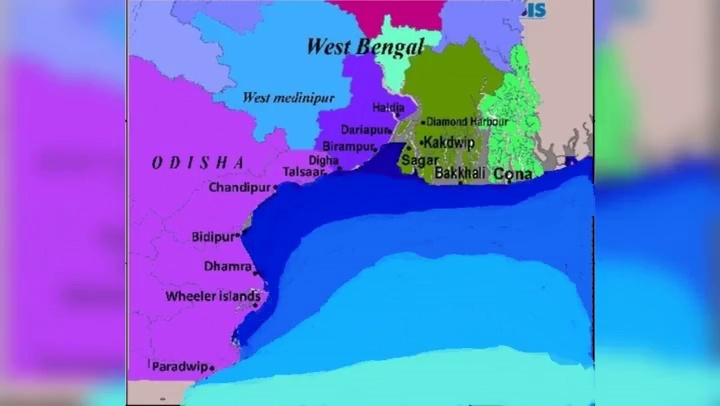 IS
West Bengal
West medinipur
Haldia
Diamond Harbour
Dariapur
Kakdwip
Birampur
Sagar
Digha
ODISHA
Talsaar
Bakkhali
Cona
Chandipur
Bidipur
Dhamra
Wheeler islands
Paradwip